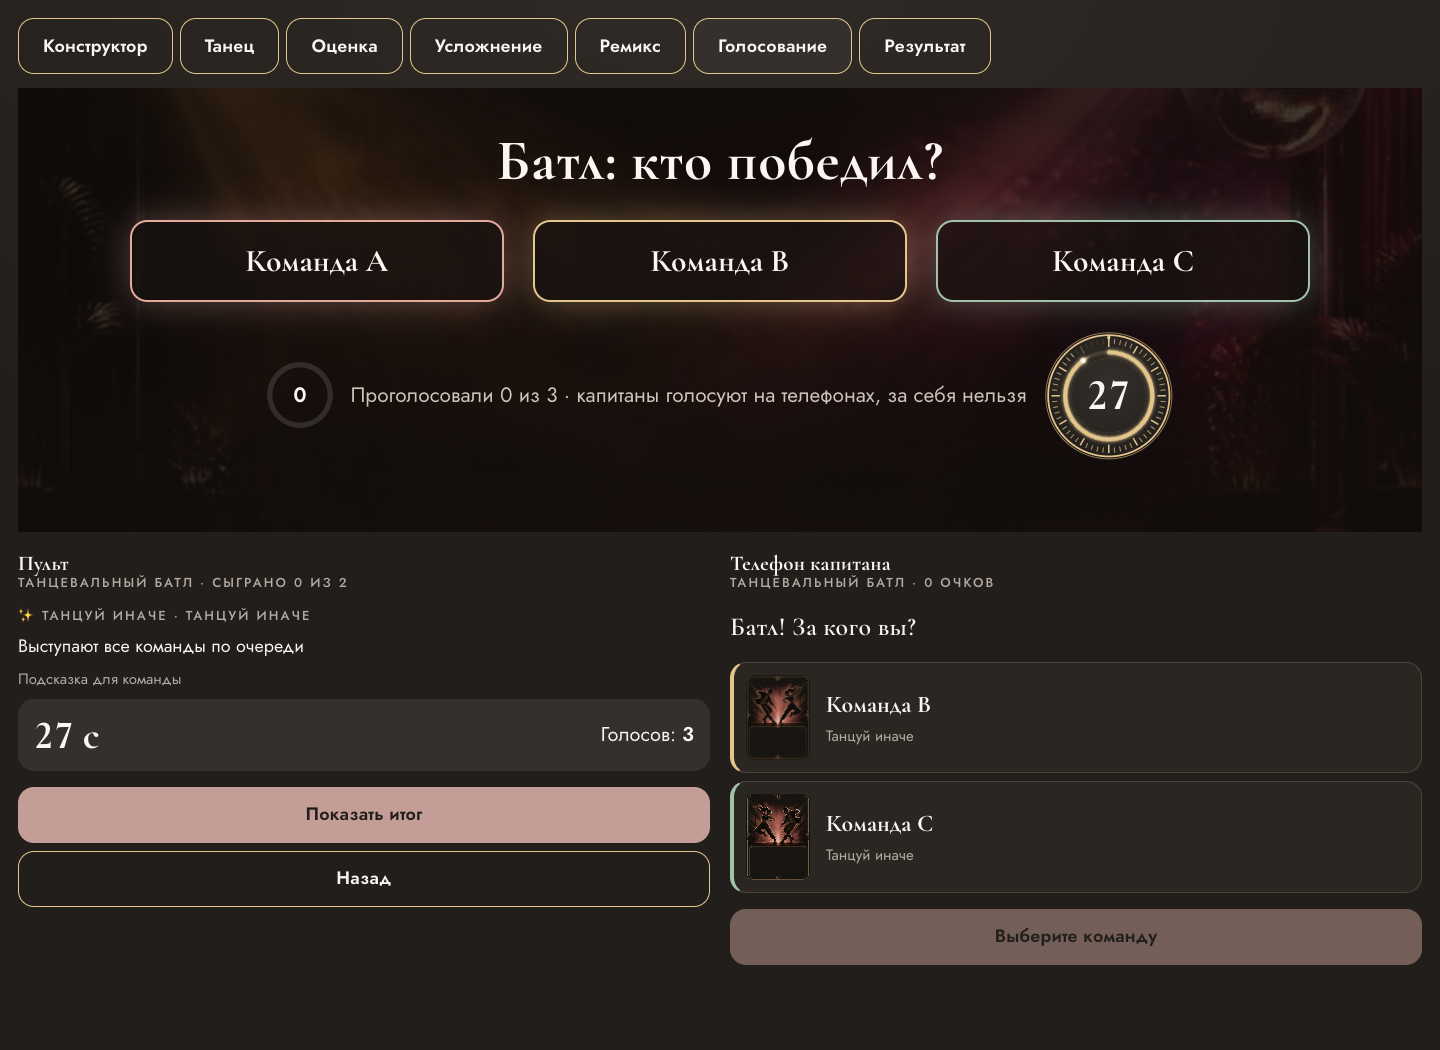 Конструктор Танец Оценка Усложнение Ремикс Голосование Результат
Батл: кто победил?
Команда А Команда В Команда С
0 Проголосовали 0 из 3 · капитаны голосуют на телефонах, за себя нельзя 27
Пульт
ТАНЦЕВАЛЬНЫЙ БАТЛ · СЫГРАНО 0 ИЗ 2
✨ ТАНЦУЙ ИНАЧЕ · ТАНЦУЙ ИНАЧЕ
Выступают все команды по очереди
Подсказка для команды
27 с Голосов: 3
Показать итог
Назад
Телефон капитана
ТАНЦЕВАЛЬНЫЙ БАТЛ · 0 ОЧКОВ
Батл! За кого вы?
Команда В
Танцуй иначе
Команда С
Танцуй иначе
Выберите команду